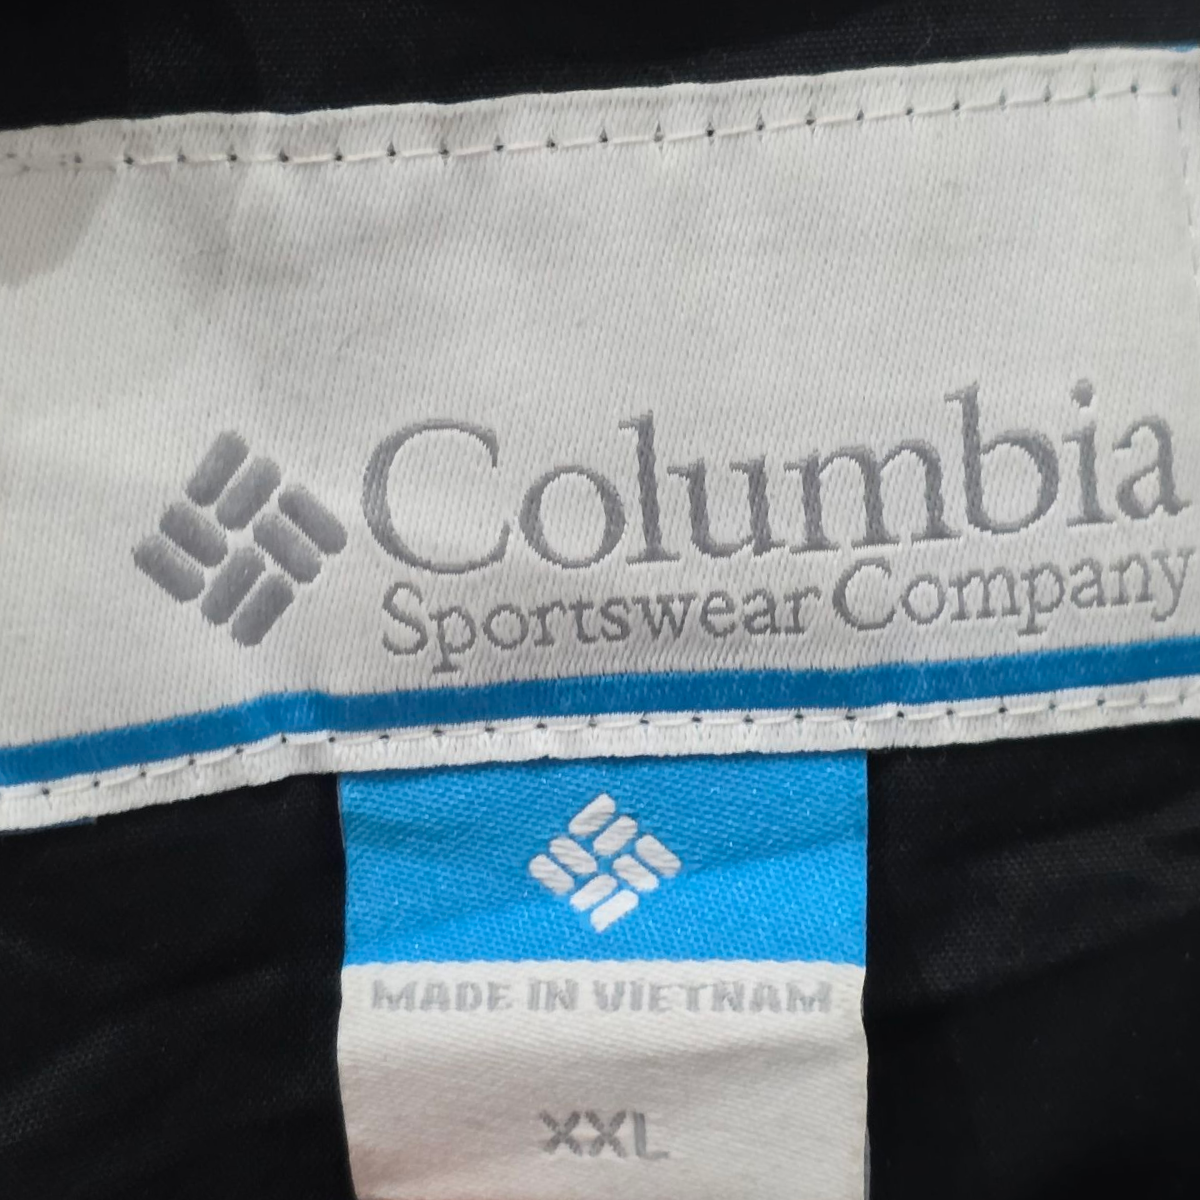 Columbia
Sportswear Company
MADE IN VIETNAM
XXL